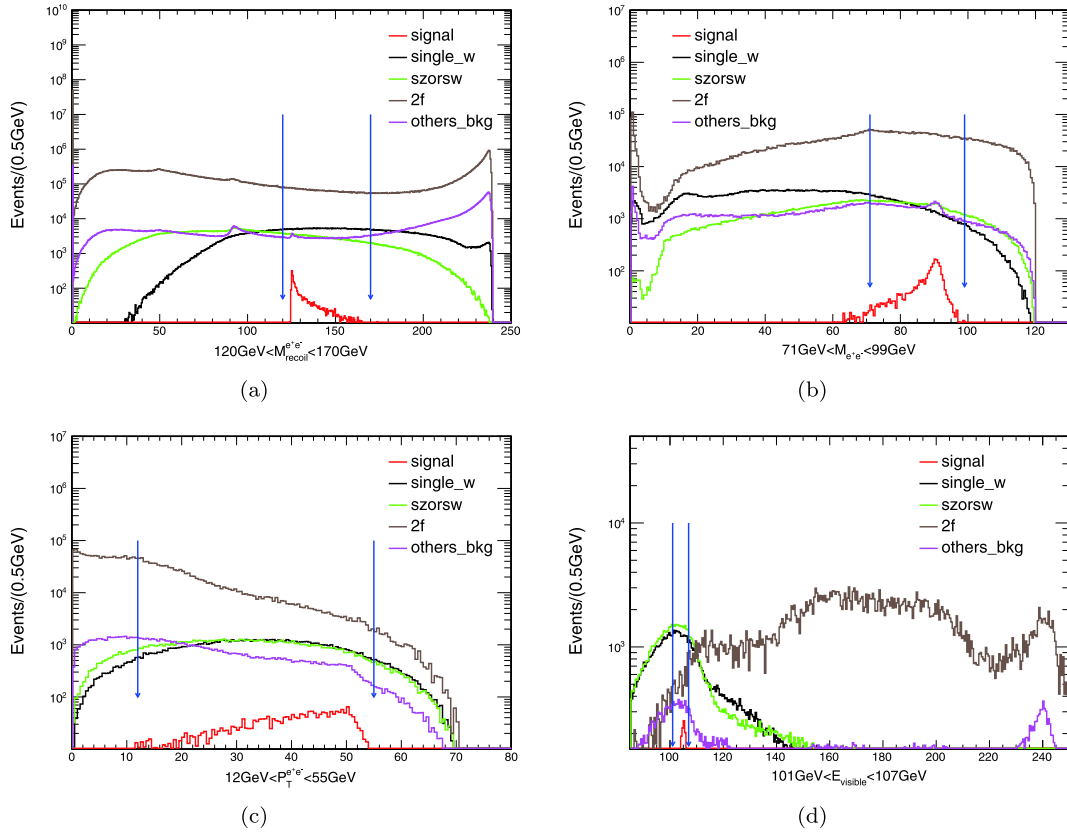 Events/(0.5GeV)
10^10
10^9
10^8
10^7
10^6
10^5
10^4
10^3
10^2
10
signal
single_w
szorsw
2f
others_bkg
0 50 100 150 200 250
120GeV<M^{e+e-}_{recoil}<170GeV
(a)
Events/(0.5GeV)
10^7
10^6
10^5
10^4
10^3
10^2
10
signal
single_w
szorsw
2f
others_bkg
0 20 40 60 80 100 120
71GeV<M_{e+e-}<99GeV
(b)
Events/(0.5GeV)
10^7
10^6
10^5
10^4
10^3
10^2
10
signal
single_w
szorsw
2f
others_bkg
0 10 20 30 40 50 60 70 80
12GeV<P_T^{e+e-}<55GeV
(c)
Events/(0.5GeV)
10^4
10^3
signal
single_w
szorsw
2f
others_bkg
100 120 140 160 180 200 220 240
101GeV<E_{visible}<107GeV
(d)